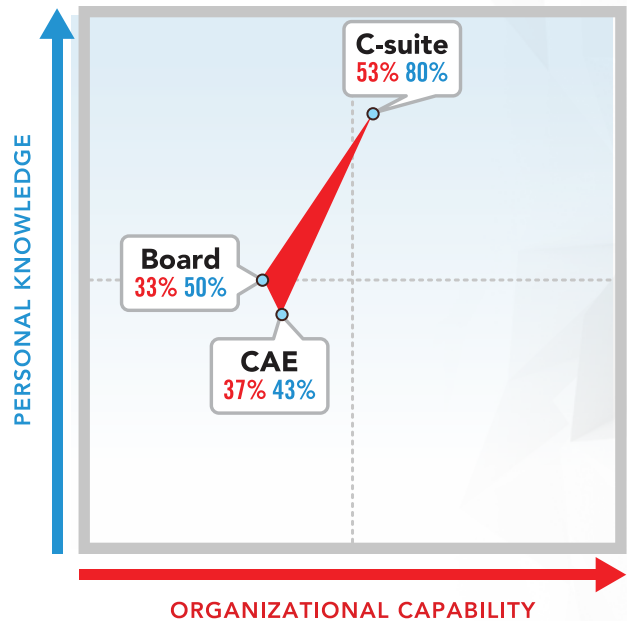 C-suite
53% 80%
PERSONAL KNOWLEDGE
Board
33% 50%
CAE
37% 43%
ORGANIZATIONAL CAPABILITY